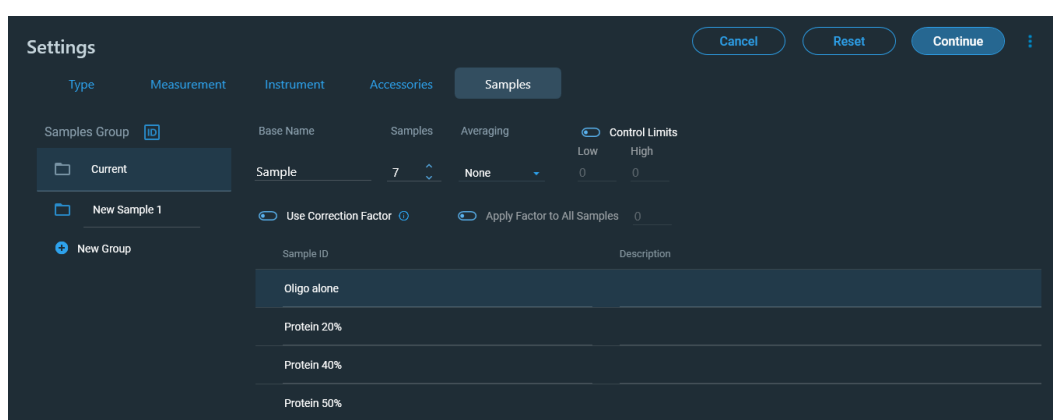 Settings
Cancel
Reset
Continue
Type
Measurement
Instrument
Accessories
Samples
Samples Group ID
Current
New Sample 1
New Group
Base Name
Samples
Averaging
Control Limits
Low
High
Sample
7
None
0
0
Use Correction Factor
Apply Factor to All Samples 0
Sample ID
Description
Oligo alone
Protein 20%
Protein 40%
Protein 50%